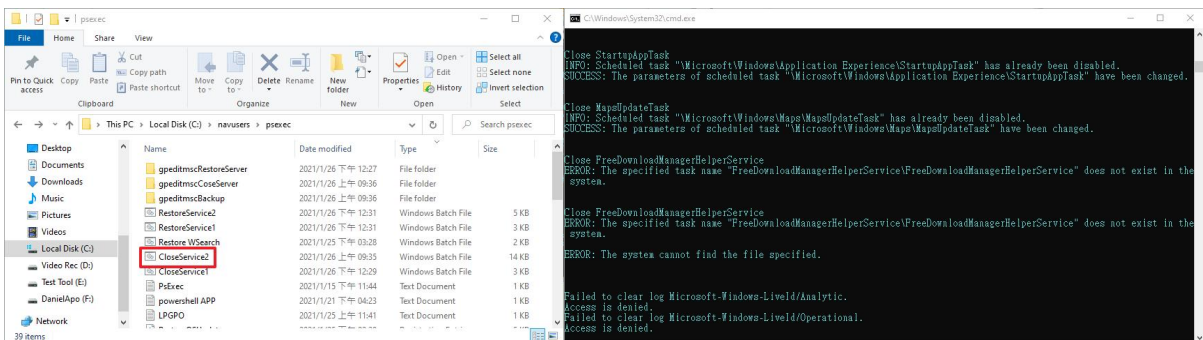 psexec
File
Home
Share
View
Pin to Quick access
Copy
Paste
Cut
Copy path
Paste shortcut
Clipboard
Move to
Copy to
Delete
Rename
Organize
New folder
New
Properties
Open
Edit
History
Open
Select all
Select none
Invert selection
Select
This PC > Local Disk (C:) > navusers > psexec
Search psexec
Desktop
Documents
Downloads
Music
Pictures
Videos
Local Disk (C:)
Video Rec (D:)
Test Tool (E:)
DanielApo (F:)
Network
39 items
Name Date modified Type Size
gpeditmscRestoreServer 2021/1/26 下午 12:27 File folder
gpeditmscCoseServer 2021/1/26 上午 09:36 File folder
gpeditmscBackup 2021/1/26 上午 09:36 File folder
RestoreService2 2021/1/26 下午 12:31 Windows Batch File 5 KB
RestoreService1 2021/1/26 下午 12:31 Windows Batch File 3 KB
Restore WSearch 2021/1/25 下午 03:28 Windows Batch File 2 KB
CloseService2 2021/1/26 上午 09:35 Windows Batch File 14 KB
CloseService1 2021/1/26 下午 12:29 Windows Batch File 3 KB
PsExec 2021/1/15 下午 11:44 Text Document 1 KB
powershell APP 2021/1/21 下午 04:23 Text Document 1 KB
LPGPO 2021/1/25 上午 11:41 Text Document 1 KB
C:\Windows\System32\cmd.exe
Close StartupAppTask
INFO: Scheduled task "\Microsoft\Windows\Application Experience\StartupAppTask" has already been disabled.
SUCCESS: The parameters of scheduled task "\Microsoft\Windows\Application Experience\StartupAppTask" have been changed.
Close MapsUpdateTask
INFO: Scheduled task "\Microsoft\Windows\Maps\MapsUpdateTask" has already been disabled.
SUCCESS: The parameters of scheduled task "\Microsoft\Windows\Maps\MapsUpdateTask" have been changed.
Close FreeDownloadManagerHelperService
ERROR: The specified task name "FreeDownloadManagerHelperService\FreeDownloadManagerHelperService" does not exist in the
system.
Close FreeDownloadManagerHelperService
ERROR: The specified task name "FreeDownloadManagerHelperService\FreeDownloadManagerHelperService" does not exist in the
system.
ERROR: The system cannot find the file specified.
Failed to clear log Microsoft-Windows-LiveId/Analytic.
Access is denied.
Failed to clear log Microsoft-Windows-LiveId/Operational.
Access is denied.